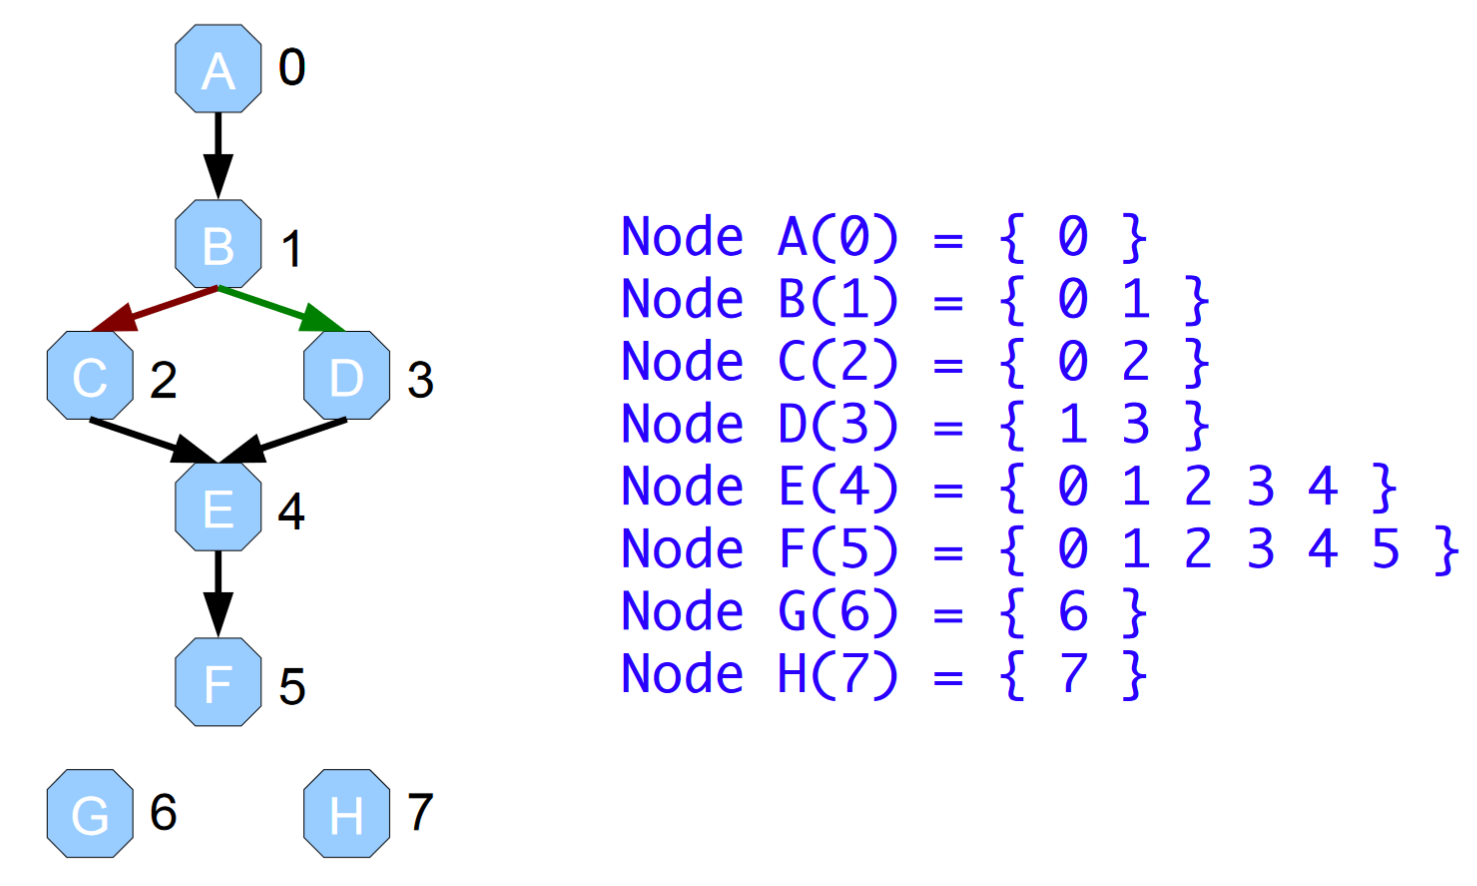 A 0
B 1
C 2 D 3
E 4
F 5
G 6 H 7
Node A(0) = { 0 }
Node B(1) = { 0 1 }
Node C(2) = { 0 2 }
Node D(3) = { 1 3 }
Node E(4) = { 0 1 2 3 4 }
Node F(5) = { 0 1 2 3 4 5 }
Node G(6) = { 6 }
Node H(7) = { 7 }